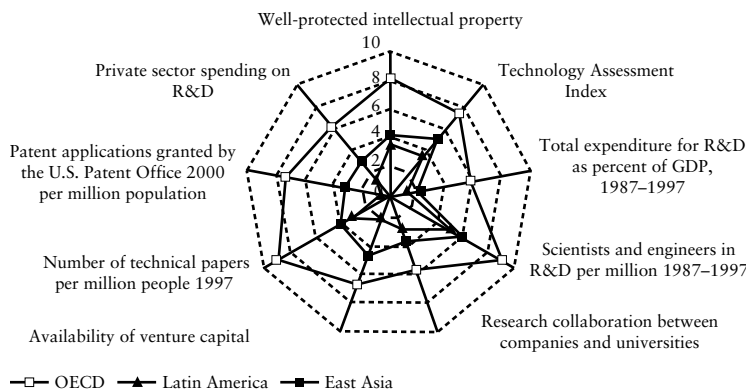 Well-protected intellectual property
10
8
6
4
2
0
Technology Assessment
Index
Total expenditure for R&D
as percent of GDP,
1987–1997
Scientists and engineers in
R&D per million 1987–1997
Research collaboration between
companies and universities
Availability of venture capital
Number of technical papers
per million people 1997
Patent applications granted by
the U.S. Patent Office 2000
per million population
Private sector spending on
R&D
OECD
Latin America
East Asia